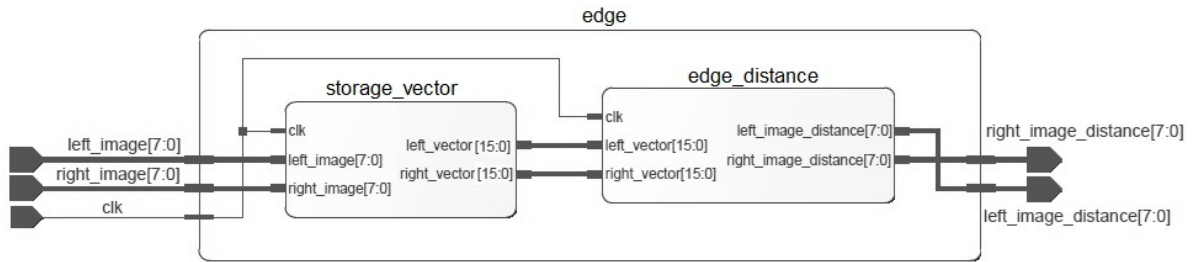 edge
storage_vector
edge_distance
clk
clk
left_image[7:0]
left_image[7:0]
left_vector [15:0]
left_vector[15:0]
left_image_distance[7:0]
right_image_distance[7:0]
right_image[7:0]
right_image[7:0]
right_vector [15:0]
right_vector[15:0]
right_image_distance[7:0]
clk
left_image_distance[7:0]